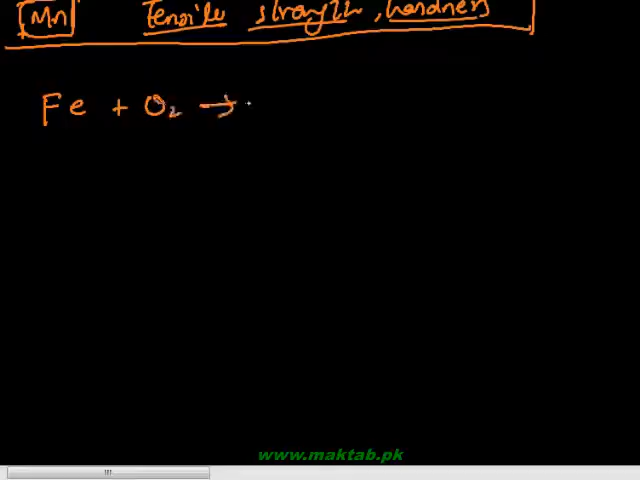 Mn Tensile strength, hardness
Fe + O₂ →
www.maktab.pk